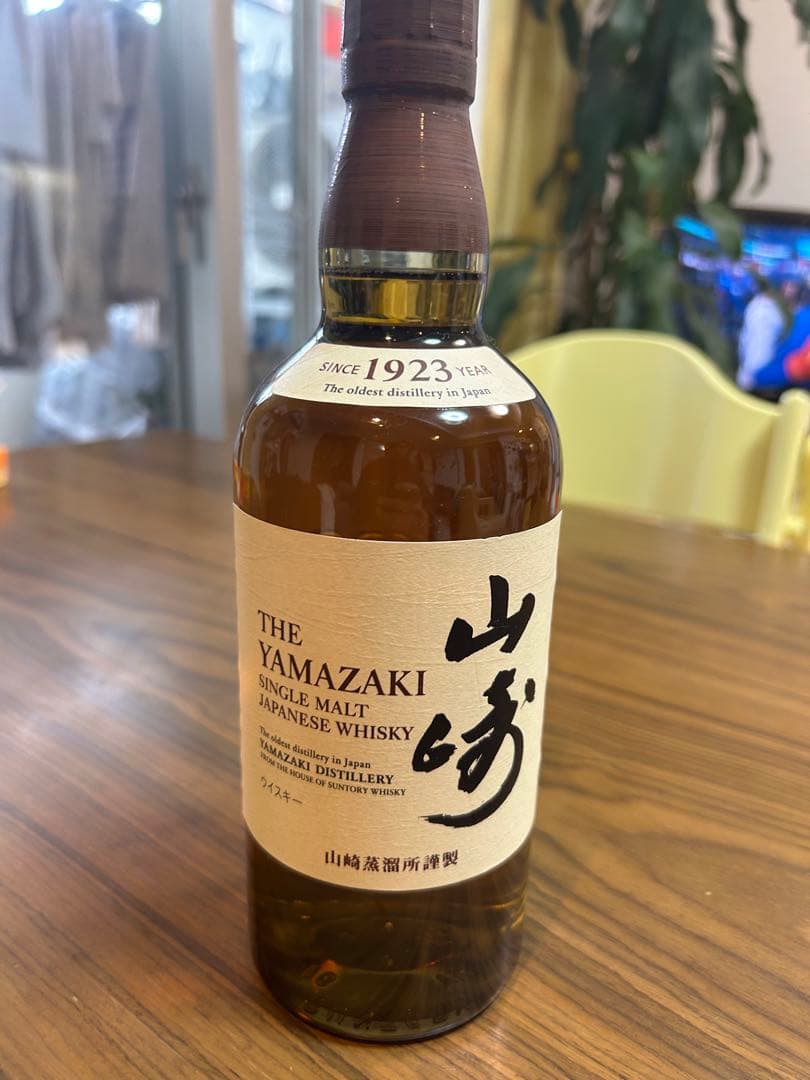 SINCE 1923 YEAR
The oldest distillery in Japan
山崎
THE
YAMAZAKI
SINGLE MALT
JAPANESE WHISKY
The oldest distillery in Japan
YAMAZAKI DISTILLERY
FROM THE HOUSE OF SUNTORY WHISKY
ウイスキー
山崎蒸溜所謹製